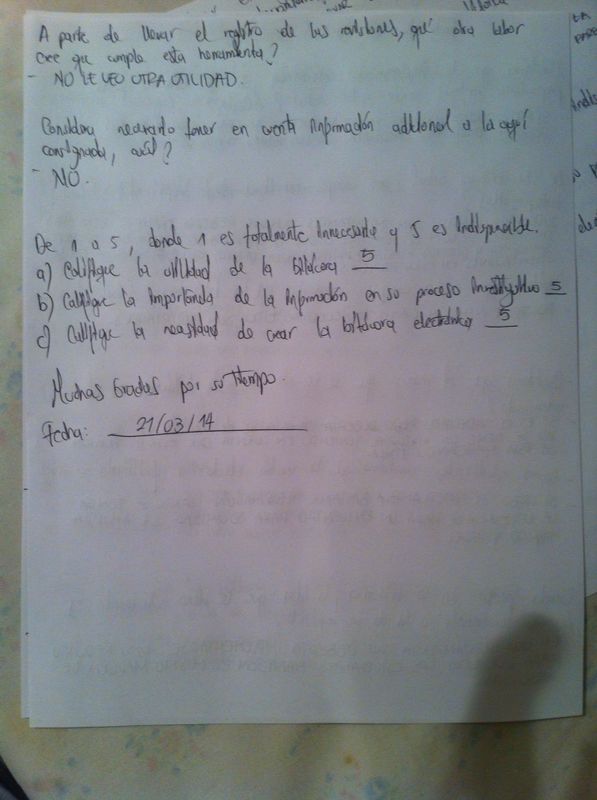 A parte de llevar el registro de las revisiones, qué otra labor
cree que cumple esta herramienta?
- NO LE VEO OTRA UTILIDAD.
Considera necesario tener en cuenta información adicional a la aquí
consignada, cuál?
- NO.
De 1 a 5, donde 1 es totalmente innecesario y 5 es indispensable.
a) Califique la utilidad de la bitácora 5
b) Califique la importancia de la información en su proceso investigativo 5
c) Califique la necesidad de crear la bitácora electrónica 5
Muchas Gracias por su tiempo.
Fecha: 21/03/14